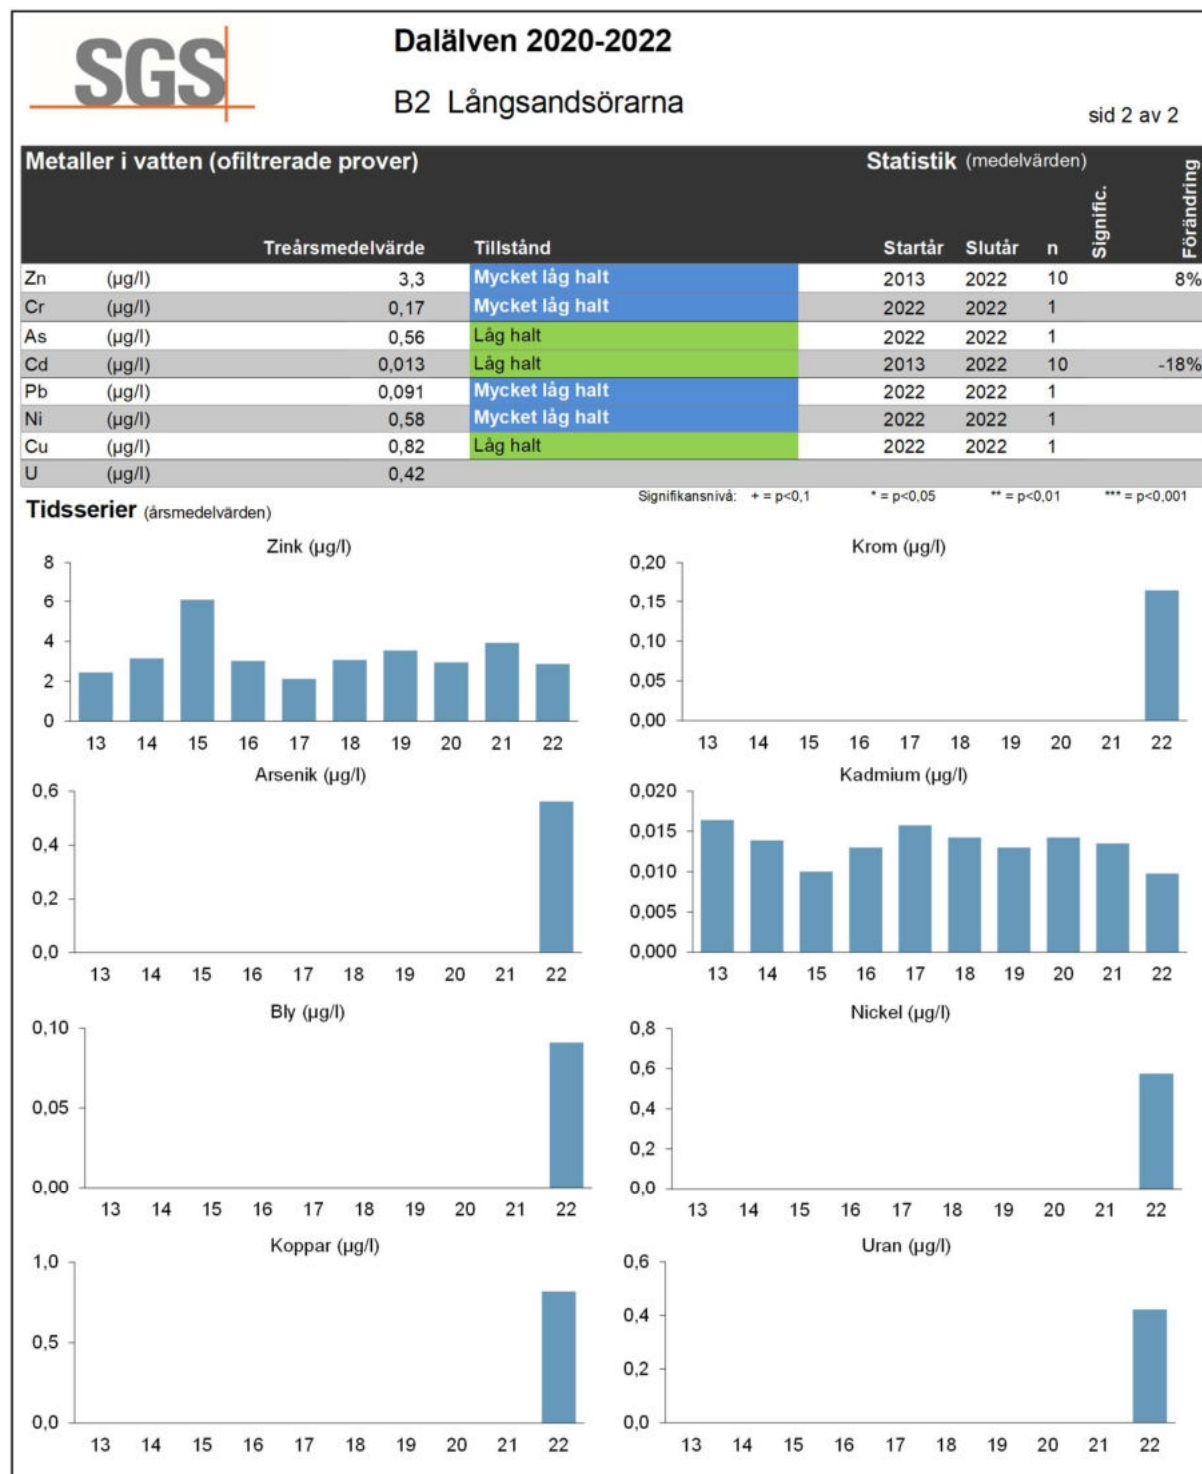 SGS
Dalälven 2020-2022
B2 Långsandsörarna
sid 2 av 2
Metaller i vatten (ofiltrerade prover) Statistik (medelvärden)
Treårsmedelvärde Tillstånd Startår Slutår n Signific. Förändring
Zn (µg/l) 3,3 Mycket låg halt 2013 2022 10 8%
Cr (µg/l) 0,17 Mycket låg halt 2022 2022 1
As (µg/l) 0,56 Låg halt 2022 2022 1
Cd (µg/l) 0,013 Låg halt 2013 2022 10 -18%
Pb (µg/l) 0,091 Mycket låg halt 2022 2022 1
Ni (µg/l) 0,58 Mycket låg halt 2022 2022 1
Cu (µg/l) 0,82 Låg halt 2022 2022 1
U (µg/l) 0,42
Signifikansnivå: + = p<0,1 * = p<0,05 ** = p<0,01 *** = p<0,001
Tidsserier (årsmedelvärden)
Zink (µg/l)
8
6
4
2
0
13 14 15 16 17 18 19 20 21 22
Krom (µg/l)
0,20
0,15
0,10
0,05
0,00
13 14 15 16 17 18 19 20 21 22
Arsenik (µg/l)
0,6
0,4
0,2
0,0
13 14 15 16 17 18 19 20 21 22
Kadmium (µg/l)
0,020
0,015
0,010
0,005
0,000
13 14 15 16 17 18 19 20 21 22
Bly (µg/l)
0,10
0,05
0,00
13 14 15 16 17 18 19 20 21 22
Nickel (µg/l)
0,8
0,6
0,4
0,2
0,0
13 14 15 16 17 18 19 20 21 22
Koppar (µg/l)
1,0
0,5
0,0
13 14 15 16 17 18 19 20 21 22
Uran (µg/l)
0,6
0,4
0,2
0,0
13 14 15 16 17 18 19 20 21 22